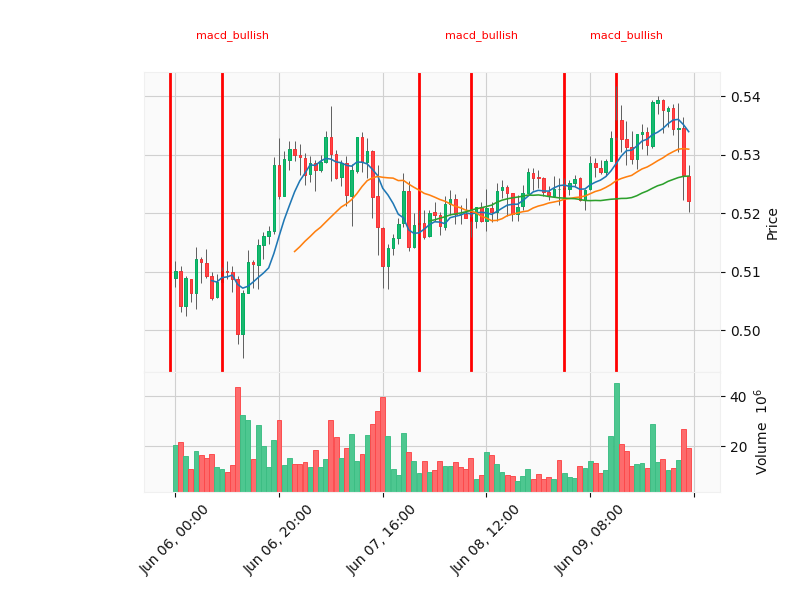 macd_bullish macd_bullish macd_bullish
0.54
0.53
0.52
0.51
0.50
Price
40
20
Volume 10^6
Jun 06, 00:00
Jun 06, 20:00
Jun 07, 16:00
Jun 08, 12:00
Jun 09, 08:00